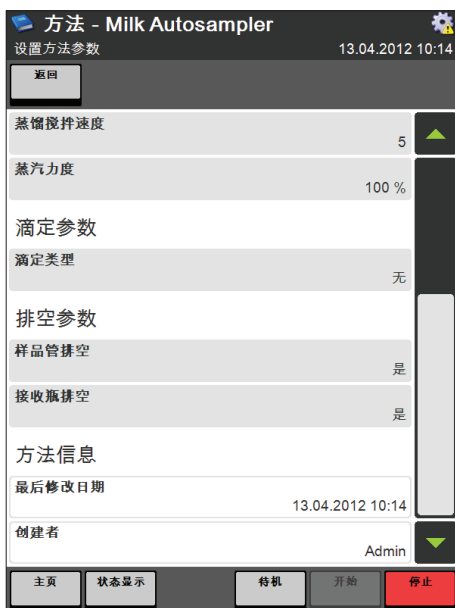 方法 - Milk Autosampler
设置方法参数 13.04.2012 10:14
返回
蒸馏搅拌速度
5
蒸汽力度
100 %
滴定参数
滴定类型
无
排空参数
样品管排空
是
接收瓶排空
是
方法信息
最后修改日期
13.04.2012 10:14
创建者
Admin
主页 状态显示 待机 开始 停止